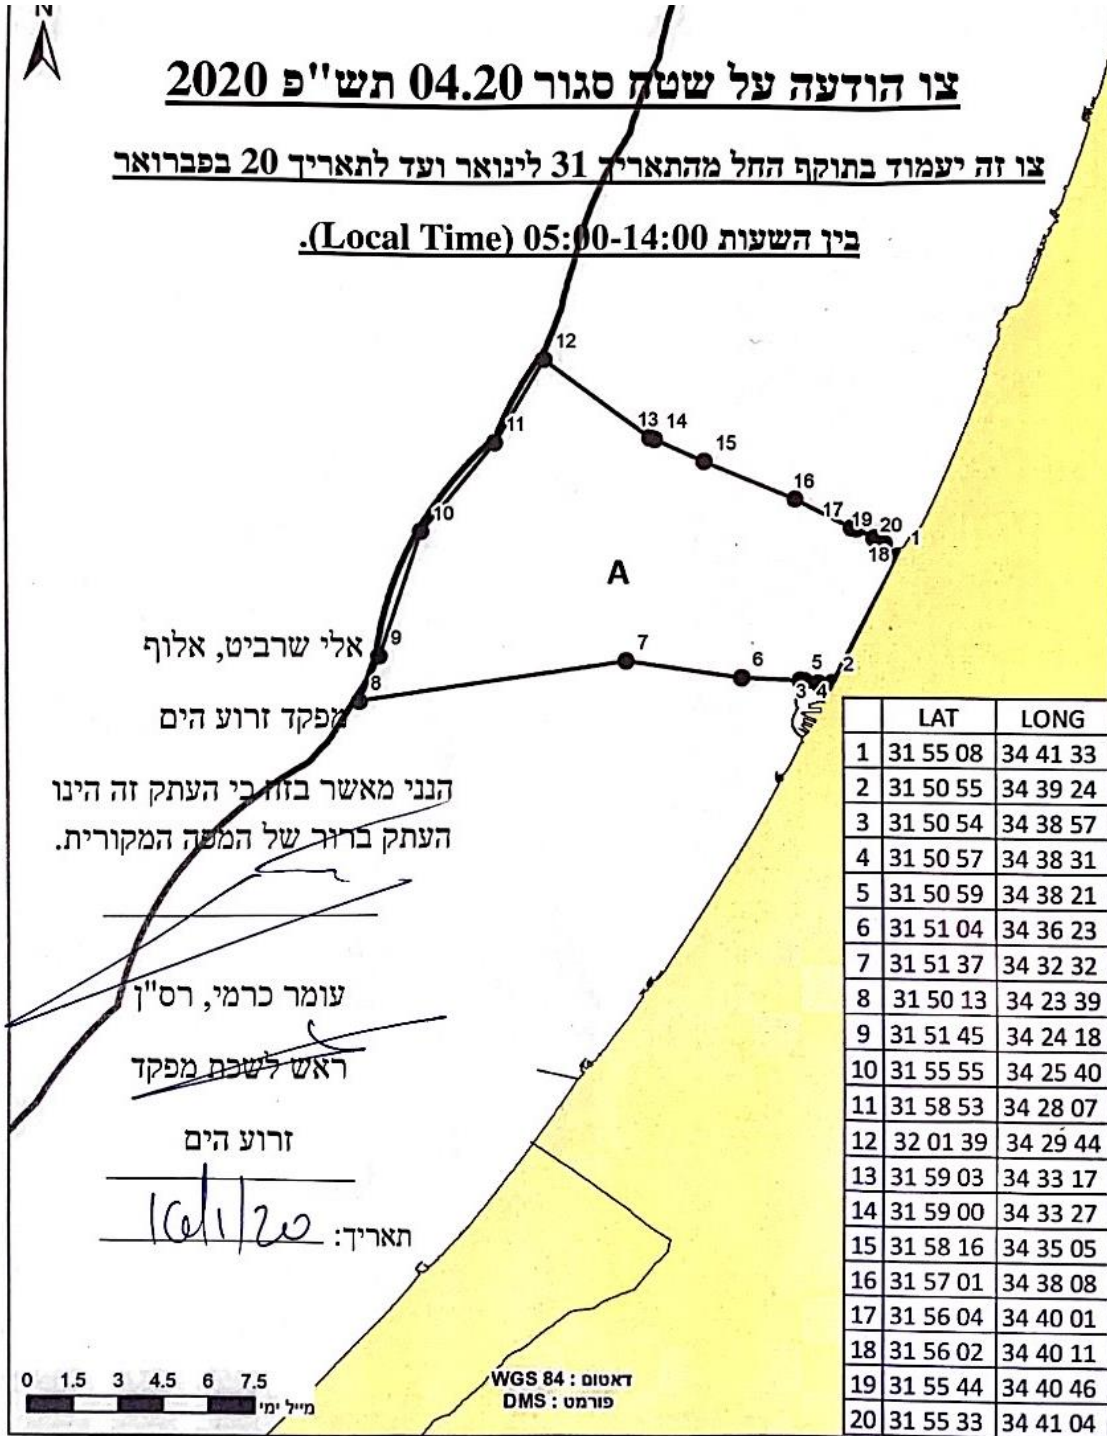 N
צו הודעה על שטח סגור 04.20 תש"פ 2020
צו זה יעמוד בתוקף החל מהתאריך 31 לינואר ועד לתאריך 20 בפברואר
בין השעות 05:00-14:00 (Local Time).
12
11
13 14
15
16
10
17 19 20
18 1
A
9
7
8
6
5 2
3 4
אלי שרביט, אלוף
מפקד זרוע הים
הנני מאשר בזה כי העתק זה הינו
העתק ברור של המפה המקורית.
עומר כרמי, רס"ן
ראש לשכת מפקד
זרוע הים
תאריך: 16/1/20
LAT LONG
1 31 55 08 34 41 33
2 31 50 55 34 39 24
3 31 50 54 34 38 57
4 31 50 57 34 38 31
5 31 50 59 34 38 21
6 31 51 04 34 36 23
7 31 51 37 34 32 32
8 31 50 13 34 23 39
9 31 51 45 34 24 18
10 31 55 55 34 25 40
11 31 58 53 34 28 07
12 32 01 39 34 29 44
13 31 59 03 34 33 17
14 31 59 00 34 33 27
15 31 58 16 34 35 05
16 31 57 01 34 38 08
17 31 56 04 34 40 01
18 31 56 02 34 40 11
19 31 55 44 34 40 46
20 31 55 33 34 41 04
0 1.5 3 4.5 6 7.5
מייל ימי
דאטום : WGS 84
פורמט : DMS